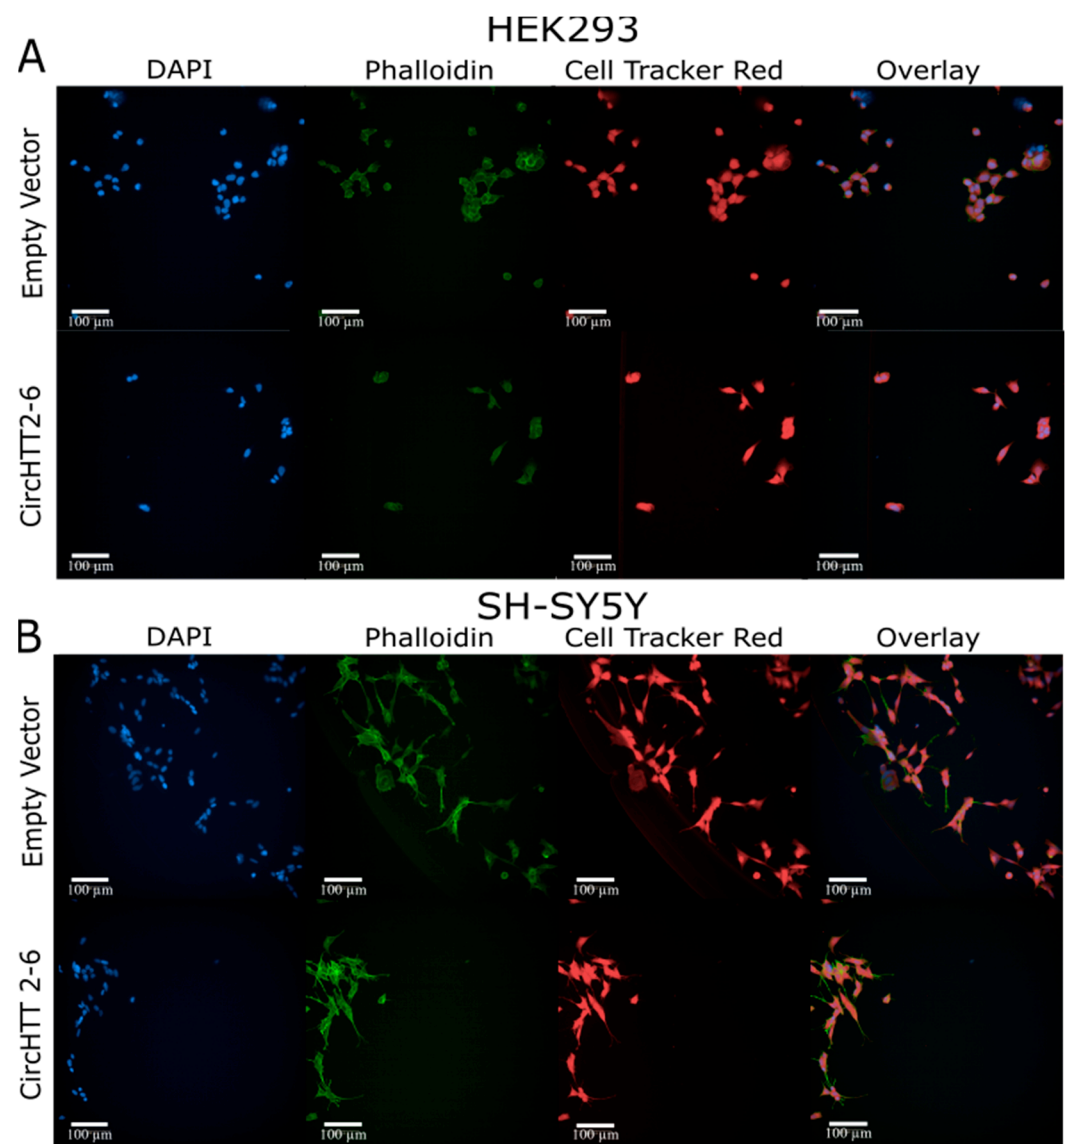 HEK293
A
DAPI Phalloidin Cell Tracker Red Overlay
Empty Vector
100 µm 100 µm 100 µm 100 µm
CircHTT2-6
100 µm 100 µm 100 µm 100 µm
SH-SY5Y
B
DAPI Phalloidin Cell Tracker Red Overlay
Empty Vector
100 µm 100 µm 100 µm 100 µm
CircHTT 2-6
100 µm 100 µm 100 µm 100 µm